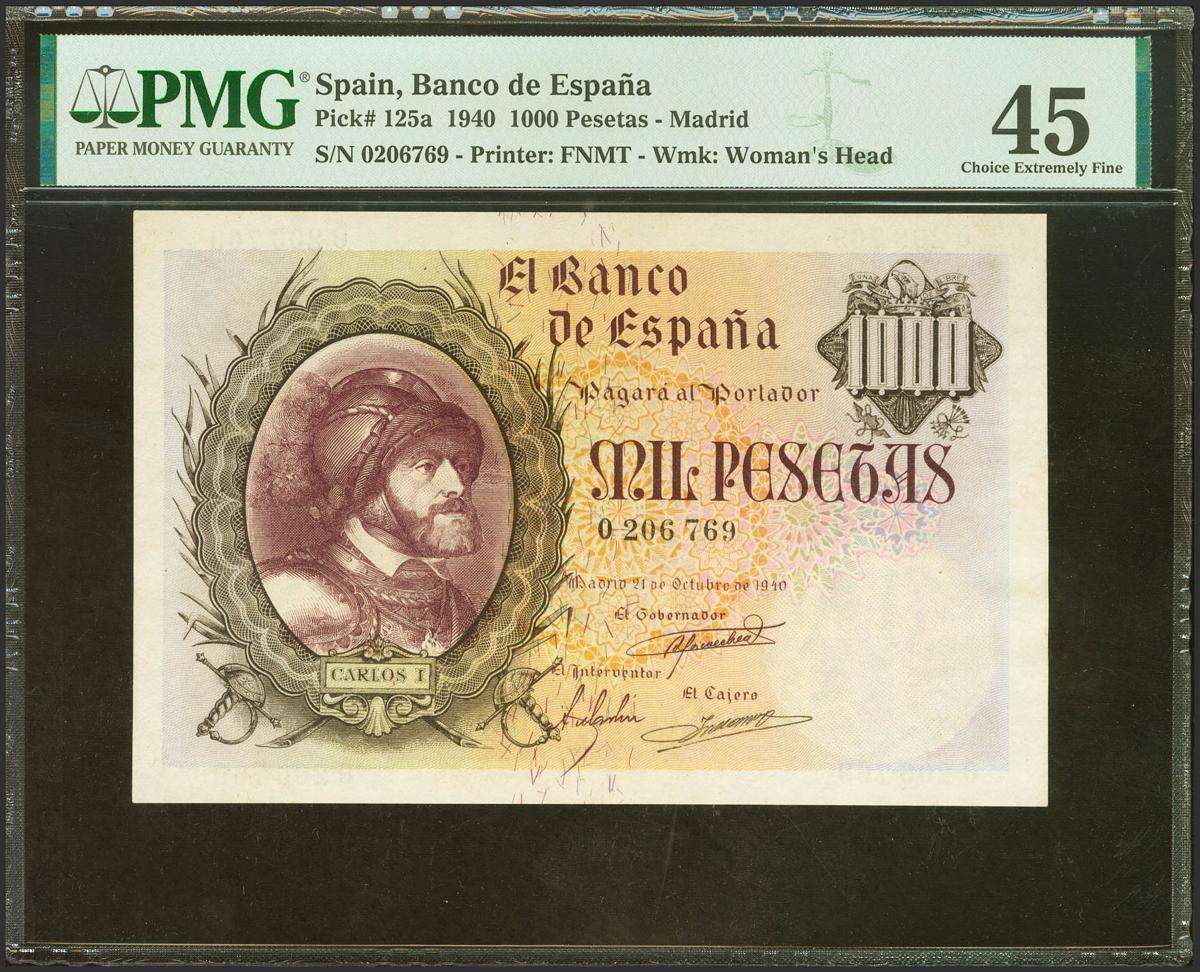 PMG®
PAPER MONEY GUARANTY
Spain, Banco de España
Pick# 125a 1940 1000 Pesetas - Madrid
S/N 0206769 - Printer: FNMT - Wmk: Woman's Head
45
Choice Extremely Fine
El Banco
de España
UNA
LIBRE
1000
Pagará al Portador
MIL PESETAS
0-206 769
Madrid 21 de Octubre de 1940
El Gobernador
El Interventor
El Cajero
CARLOS I